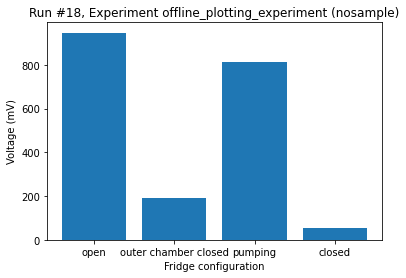 Run #18, Experiment offline_plotting_experiment (nosample)
Voltage (mV)
800
600
400
200
0
open outer chamber closed pumping closed
Fridge configuration